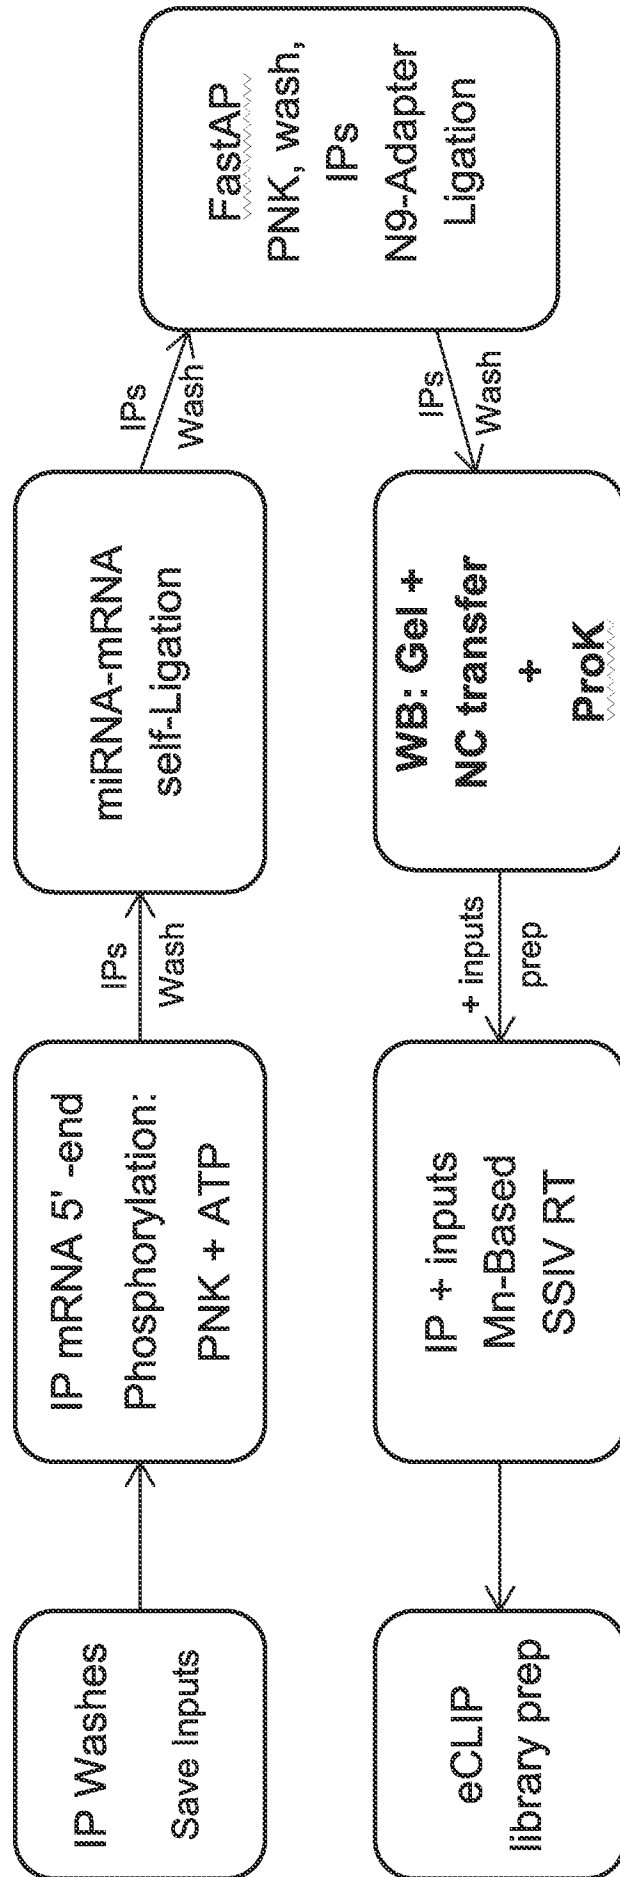 IP Washes
Save Inputs
IP mRNA 5' -end
Phosphorylation:
PNK + ATP
IPs
Wash
miRNA-mRNA
self-Ligation
IPs
Wash
FastAP
PNK, wash,
IPs
N9-Adapter
Ligation
IPs
Wash
WB: Gel +
NC transfer
+
ProK
+ inputs
prep
IP + inputs
Mn-Based
SSIV RT
eCLIP
library prep